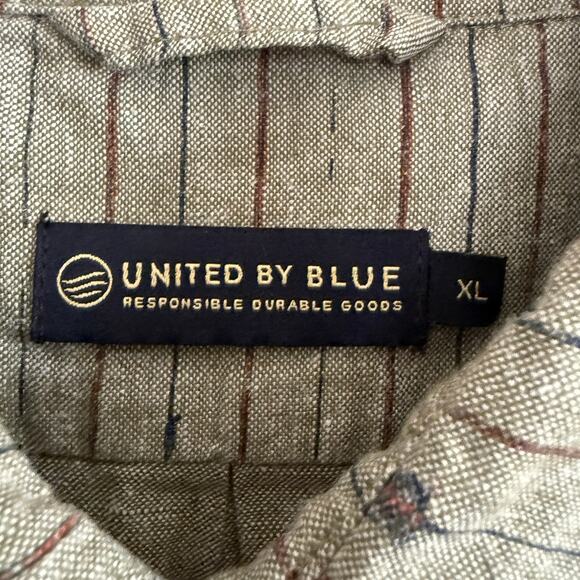 UNITED BY BLUE
RESPONSIBLE DURABLE GOODS
XL